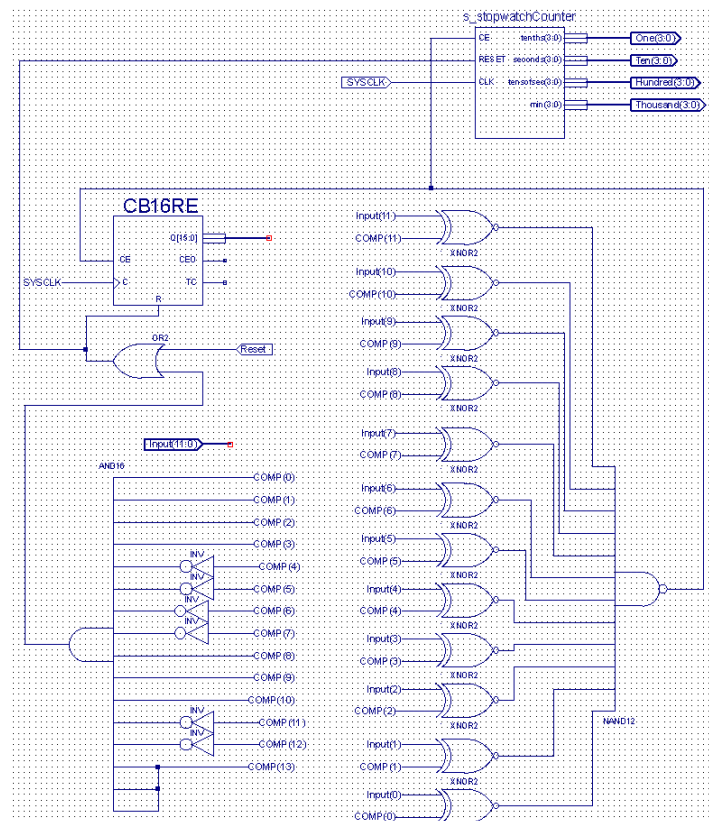 s_stopwatchCounter
CE
tenths(3:0)
One(3:0)
RESET
seconds(3:0)
Ten(3:0)
SYSCLK
CLK
tensofsec(3:0)
Hundred(3:0)
min(3:0)
Thousand(3:0)
CB16RE
Q[15:0]
CE
CEO
SYSCLK
C
TC
R
OR2
Reset
Input(11:0)
AND16
COMP(0)
COMP(1)
COMP(2)
COMP(3)
INV
COMP(4)
INV
COMP(5)
INV
COMP(6)
INV
COMP(7)
COMP(8)
COMP(9)
COMP(10)
INV
COMP(11)
INV
COMP(12)
COMP(13)
Input(11)
COMP(11)
XNOR2
Input(10)
COMP(10)
XNOR2
Input(9)
COMP(9)
XNOR2
Input(8)
COMP(8)
XNOR2
Input(7)
COMP(7)
XNOR2
Input(6)
COMP(6)
XNOR2
Input(5)
COMP(5)
XNOR2
Input(4)
COMP(4)
XNOR2
Input(3)
COMP(3)
XNOR2
Input(2)
COMP(2)
XNOR2
Input(1)
COMP(1)
XNOR2
Input(0)
COMP(0)
NAND12